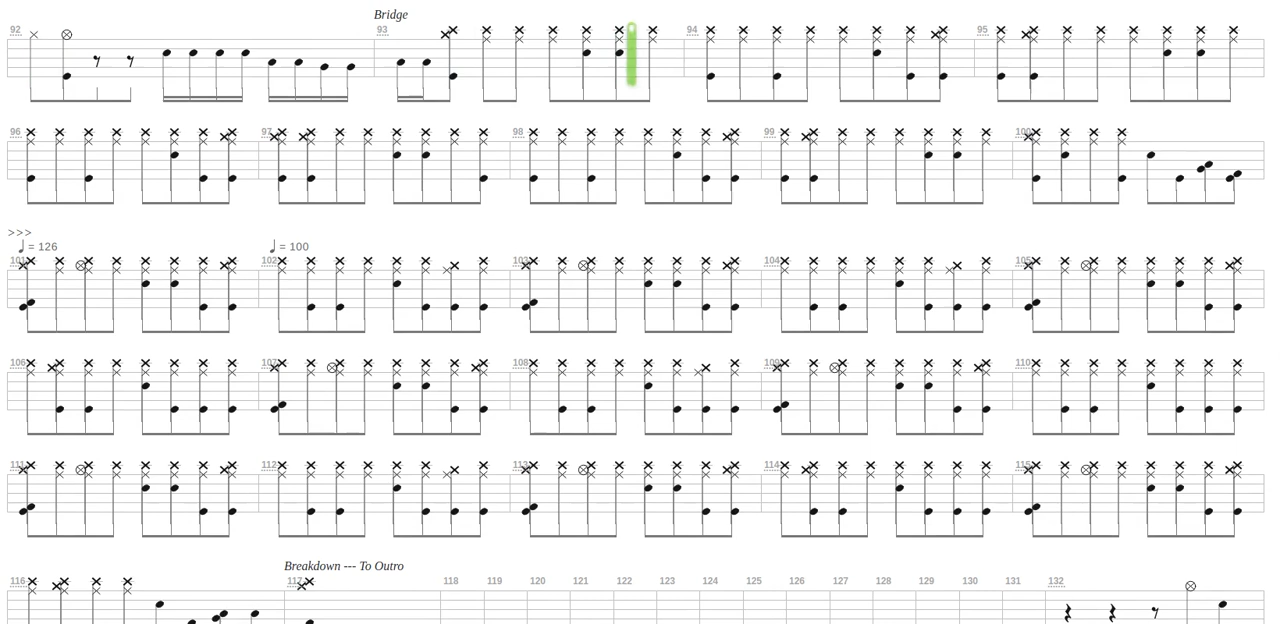 Bridge
92 93 94 95
96 97 98 99 100
>>>
♩ = 126 ♩ = 100
101 102 103 104 105
106 107 108 109 110
111 112 113 114 115
Breakdown --- To Outro
116 117 118 119 120 121 122 123 124 125 126 127 128 129 130 131 132